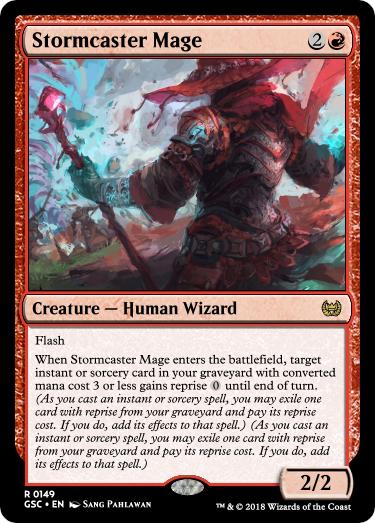 Stormcaster Mage 2
Creature — Human Wizard
Flash
When Stormcaster Mage enters the battlefield, target
instant or sorcery card in your graveyard with converted
mana cost 3 or less gains reprise 0 until end of turn.
(As you cast an instant or sorcery spell, you may exile one
card with reprise from your graveyard and pay its reprise
cost. If you do, add its effects to that spell.) (As you cast
an instant or sorcery spell, you may exile one card with
reprise from your graveyard and pay its reprise cost. If you do, add
its effects to that spell.)
2/2
R 0149
GSC • EN Sang Pahlawan
™ & © 2018 Wizards of the Coast